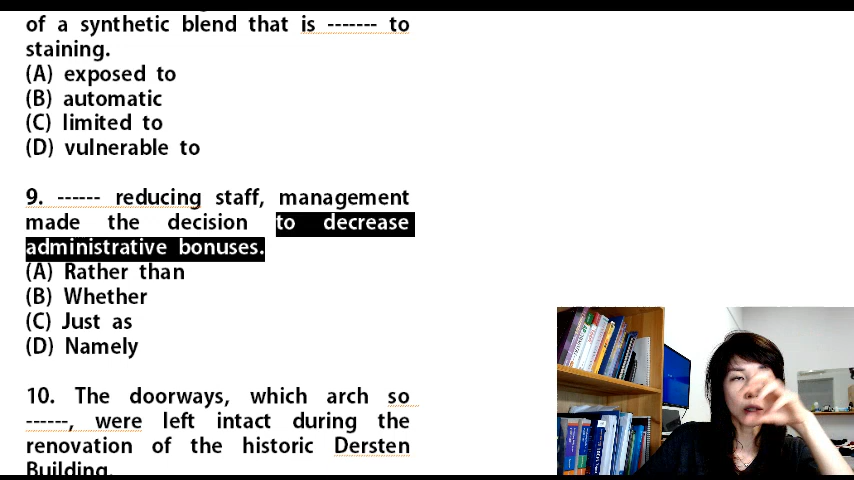 of a synthetic blend that is ------- to
staining.
(A) exposed to
(B) automatic
(C) limited to
(D) vulnerable to
9. ------ reducing staff, management
made the decision to decrease
administrative bonuses.
(A) Rather than
(B) Whether
(C) Just as
(D) Namely
10. The doorways, which arch so
------, were left intact during the
renovation of the historic Dersten
Building